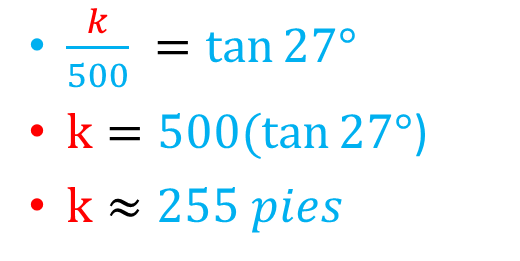 • k/500 = tan 27°
• k = 500(tan 27°)
• k ≈ 255 pies